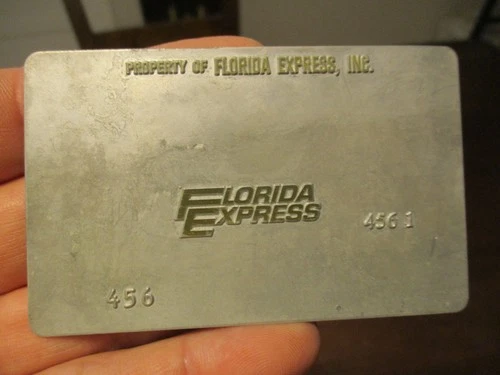 PROPERTY OF FLORIDA EXPRESS, INC.
FLORIDA
EXPRESS
456 1
456